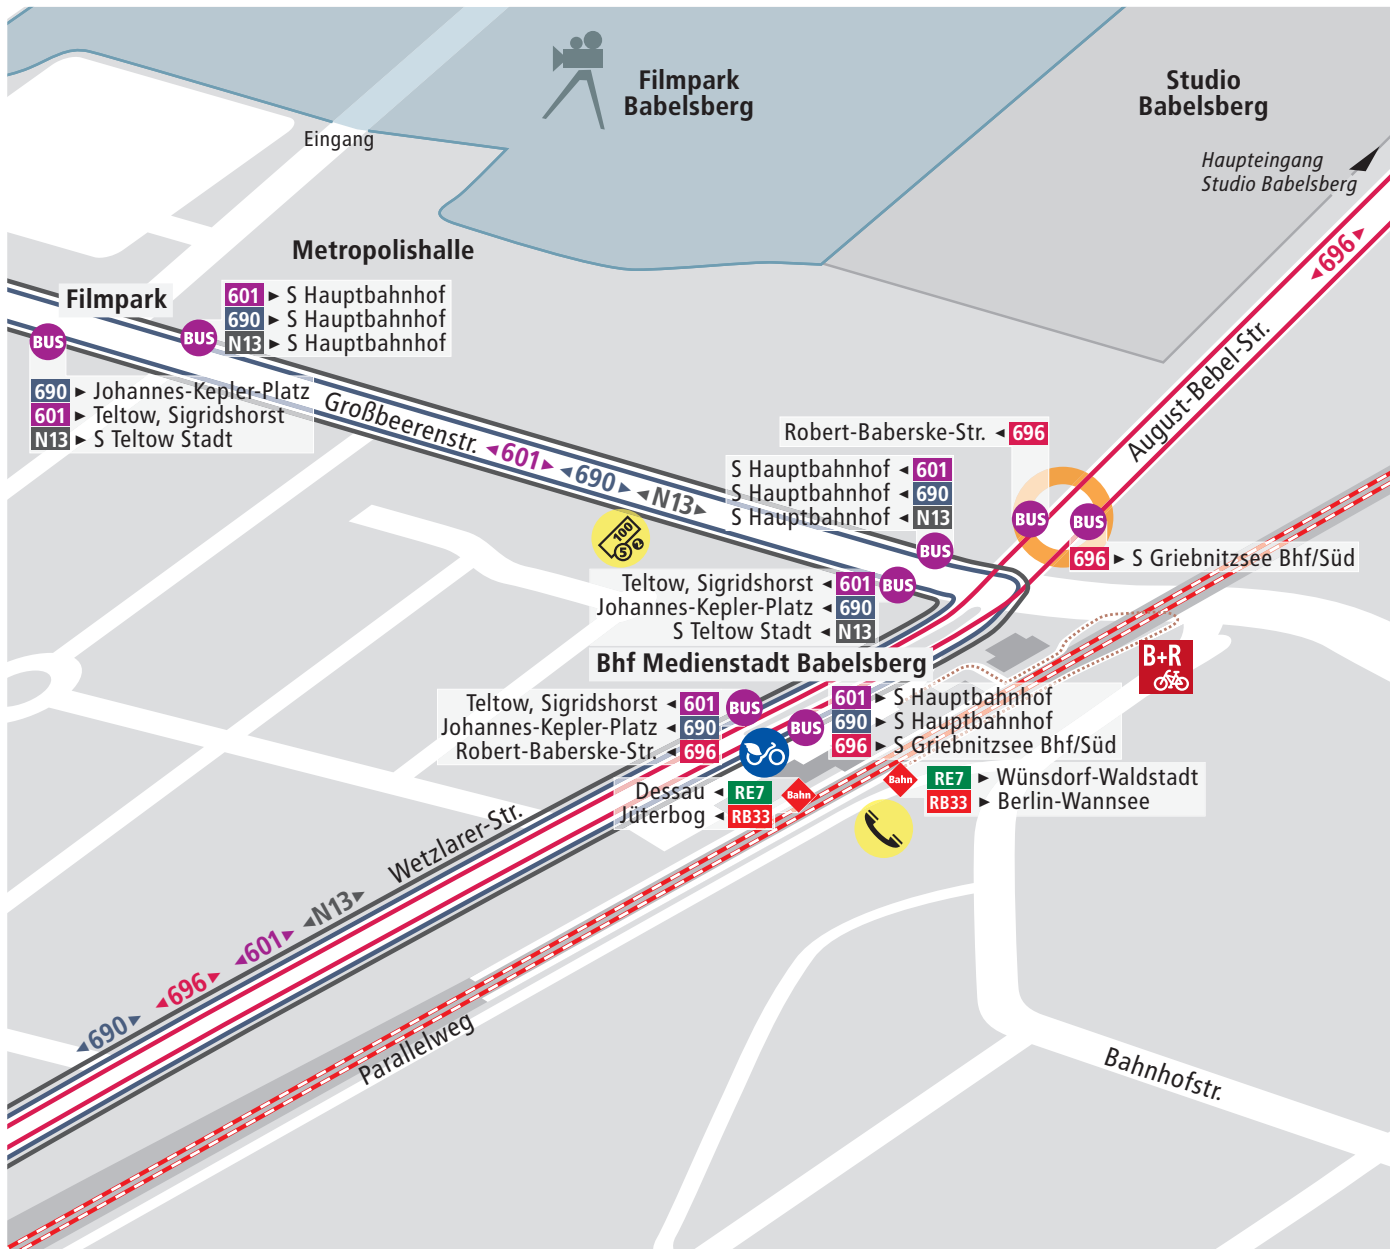 Filmpark
Babelsberg
Studio
Babelsberg
Eingang
Haupteingang
Studio Babelsberg
Metropolishalle
696
Filmpark
601 S Hauptbahnhof
690 S Hauptbahnhof
N13 S Hauptbahnhof
BUS
BUS
690 Johannes-Kepler-Platz
601 Teltow, Sigridshorst
N13 S Teltow Stadt
Großbeerenstr.
601 690 N13
August-Bebel-Str.
Robert-Baberske-Str. 696
S Hauptbahnhof 601
S Hauptbahnhof 690
S Hauptbahnhof N13
BUS
BUS
BUS
100
5 2
696 S Griebnitzsee Bhf/Süd
Teltow, Sigridshorst 601
Johannes-Kepler-Platz 690
S Teltow Stadt N13
BUS
Bhf Medienstadt Babelsberg
B+R
Teltow, Sigridshorst 601
Johannes-Kepler-Platz 690
Robert-Baberske-Str. 696
BUS
BUS
601 S Hauptbahnhof
690 S Hauptbahnhof
696 S Griebnitzsee Bhf/Süd
Dessau RE7
Jüterbog RB33
Bahn
Bahn
RE7 Wünsdorf-Waldstadt
RB33 Berlin-Wannsee
Wetzlarer-Str.
N13
601
696
690
Parallelweg
Bahnhofstr.